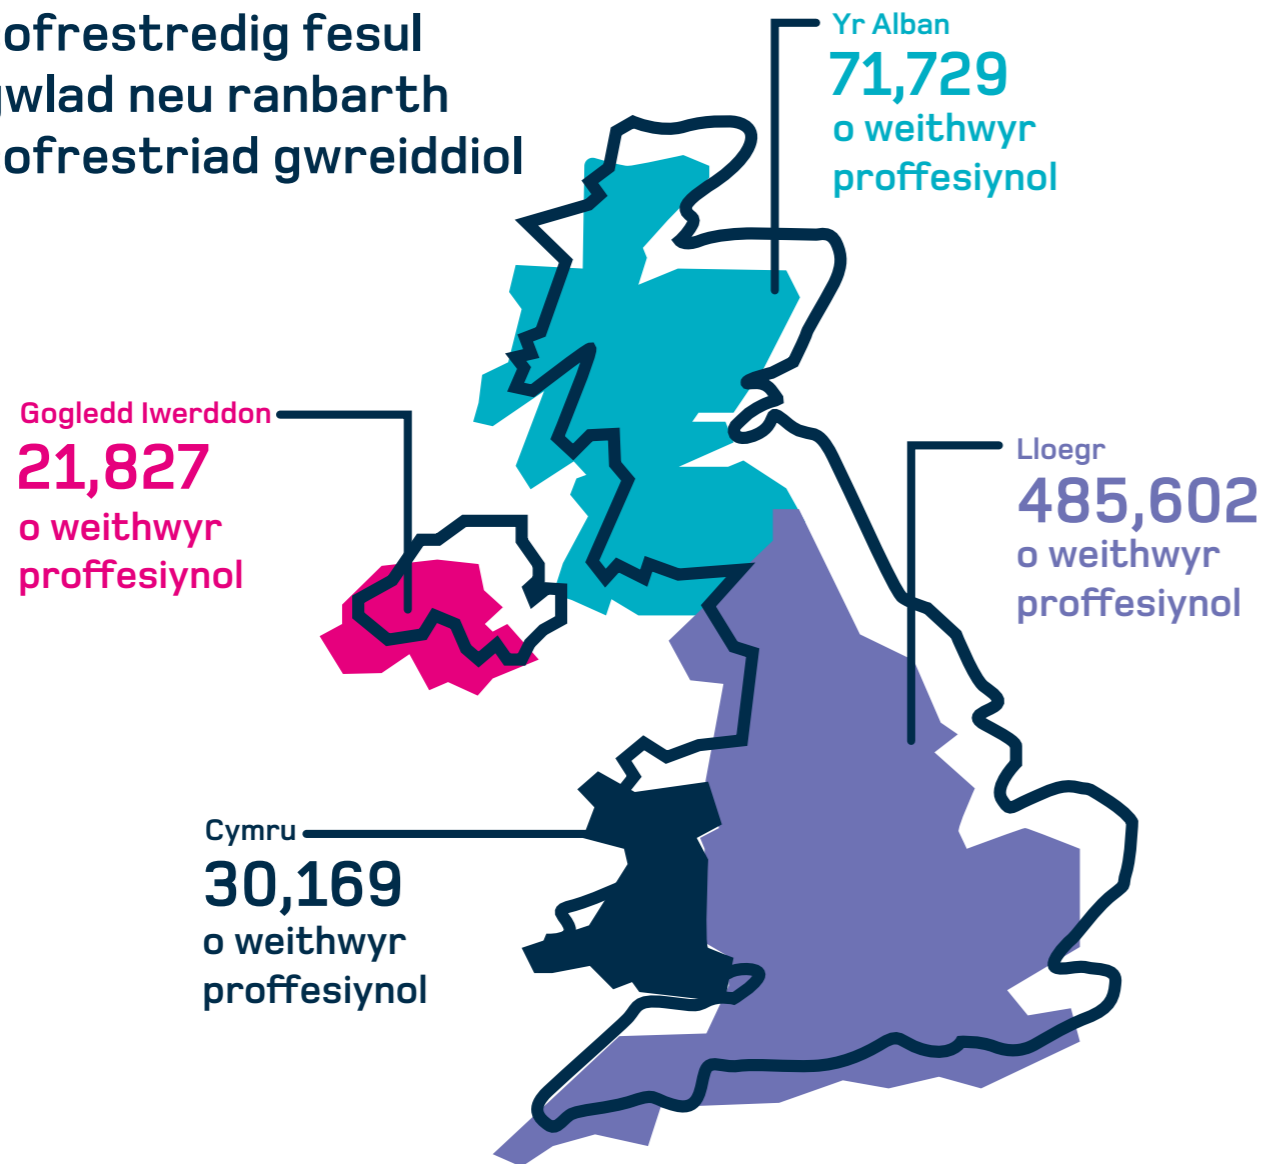 ofrestredig fesul
gwlad neu ranbarth
ofrestriad gwreiddiol
Yr Alban
71,729
o weithwyr
proffesiynol
Gogledd Iwerddon
21,827
o weithwyr
proffesiynol
Lloegr
485,602
o weithwyr
proffesiynol
Cymru
30,169
o weithwyr
proffesiynol